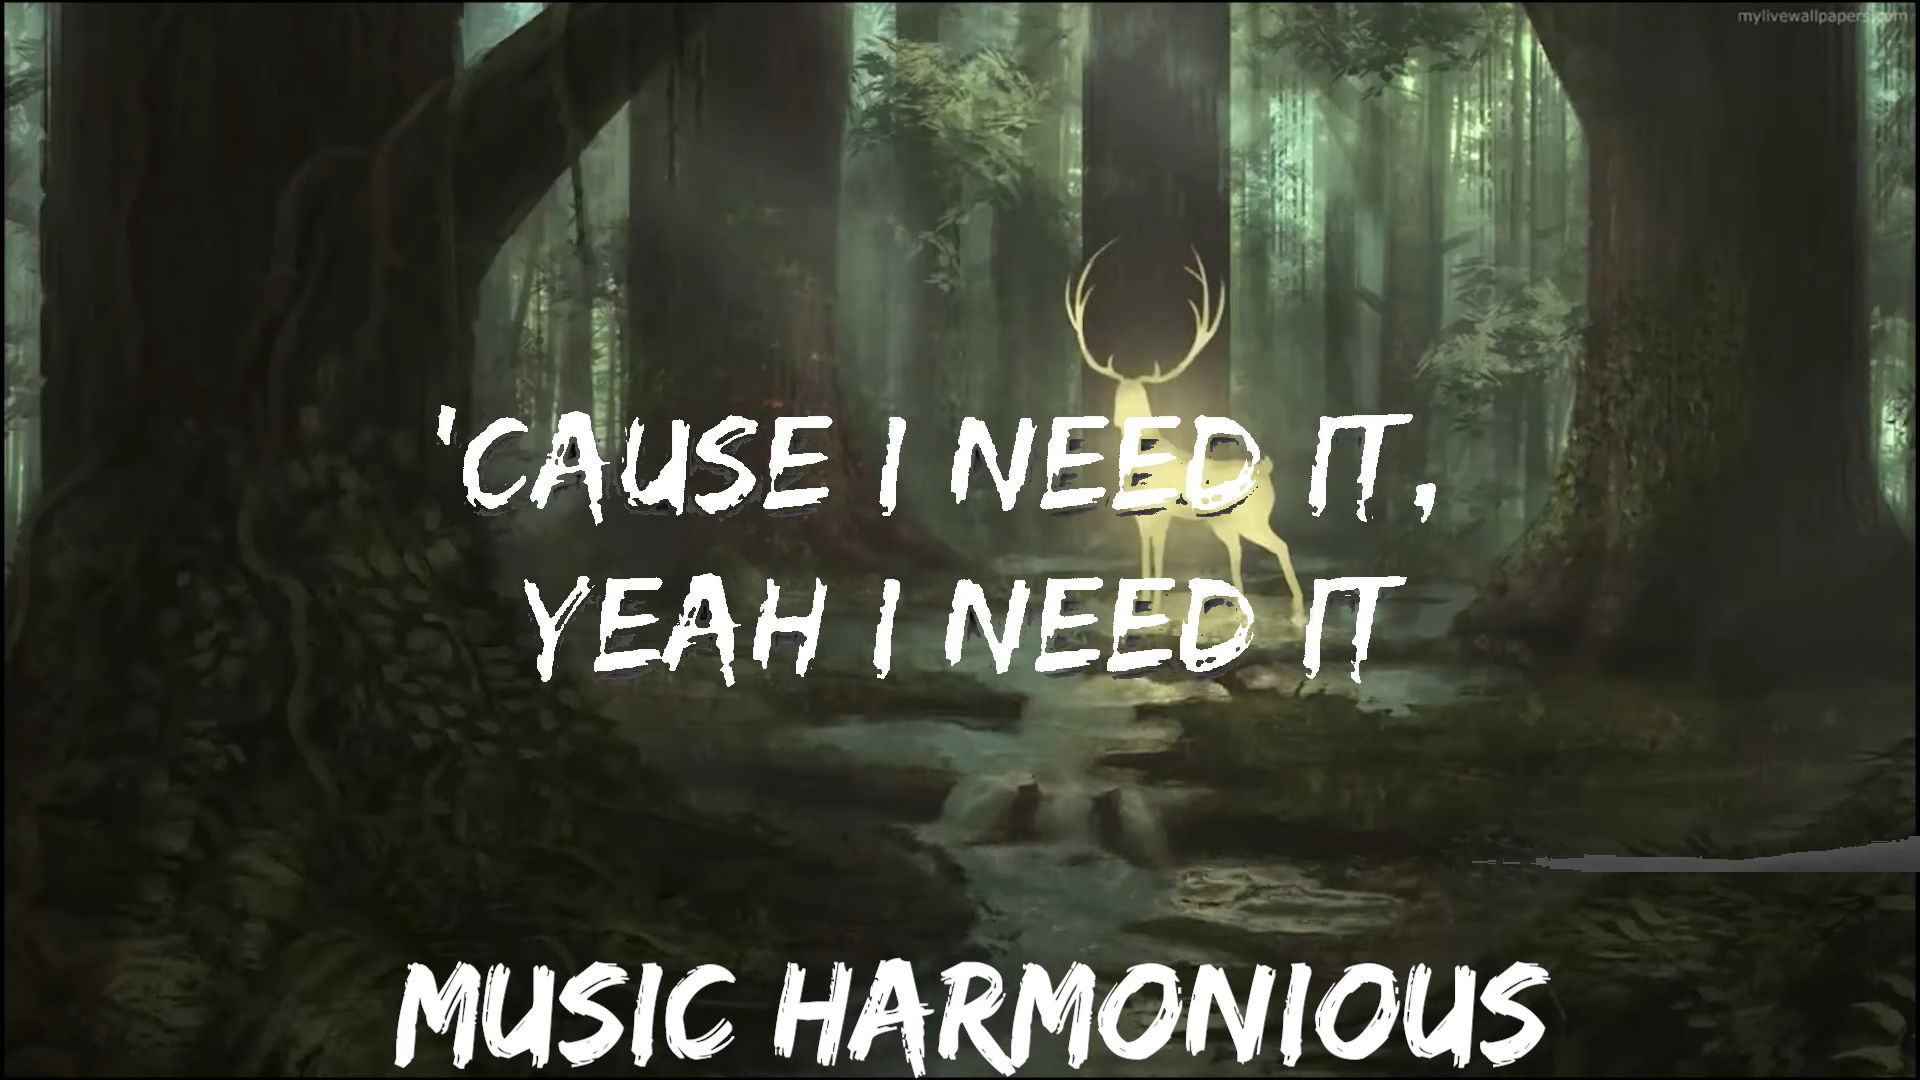 mylivewallpapers.com
'CAUSE I NEED IT,
YEAH I NEED IT
MUSIC HARMONIOUS